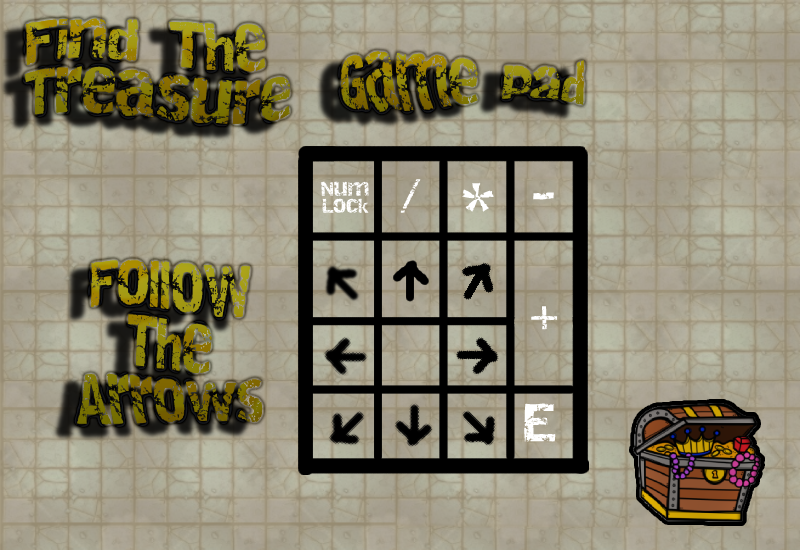 Find The
Treasure
Game Pad
Num
Lock
/
*
-
+
Follow
The
Arrows
E